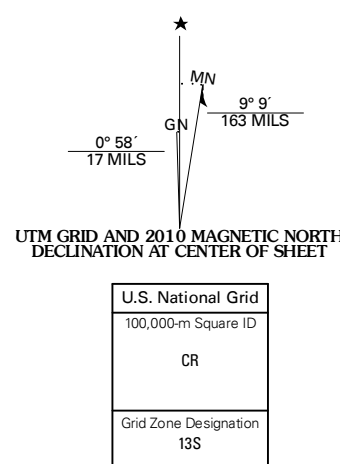 ★
MN
GN
9° 9´
163 MILS
0° 58´
17 MILS
UTM GRID AND 2010 MAGNETIC NORTH
DECLINATION AT CENTER OF SHEET
U.S. National Grid
100,000-m Square ID
CR
Grid Zone Designation
13S